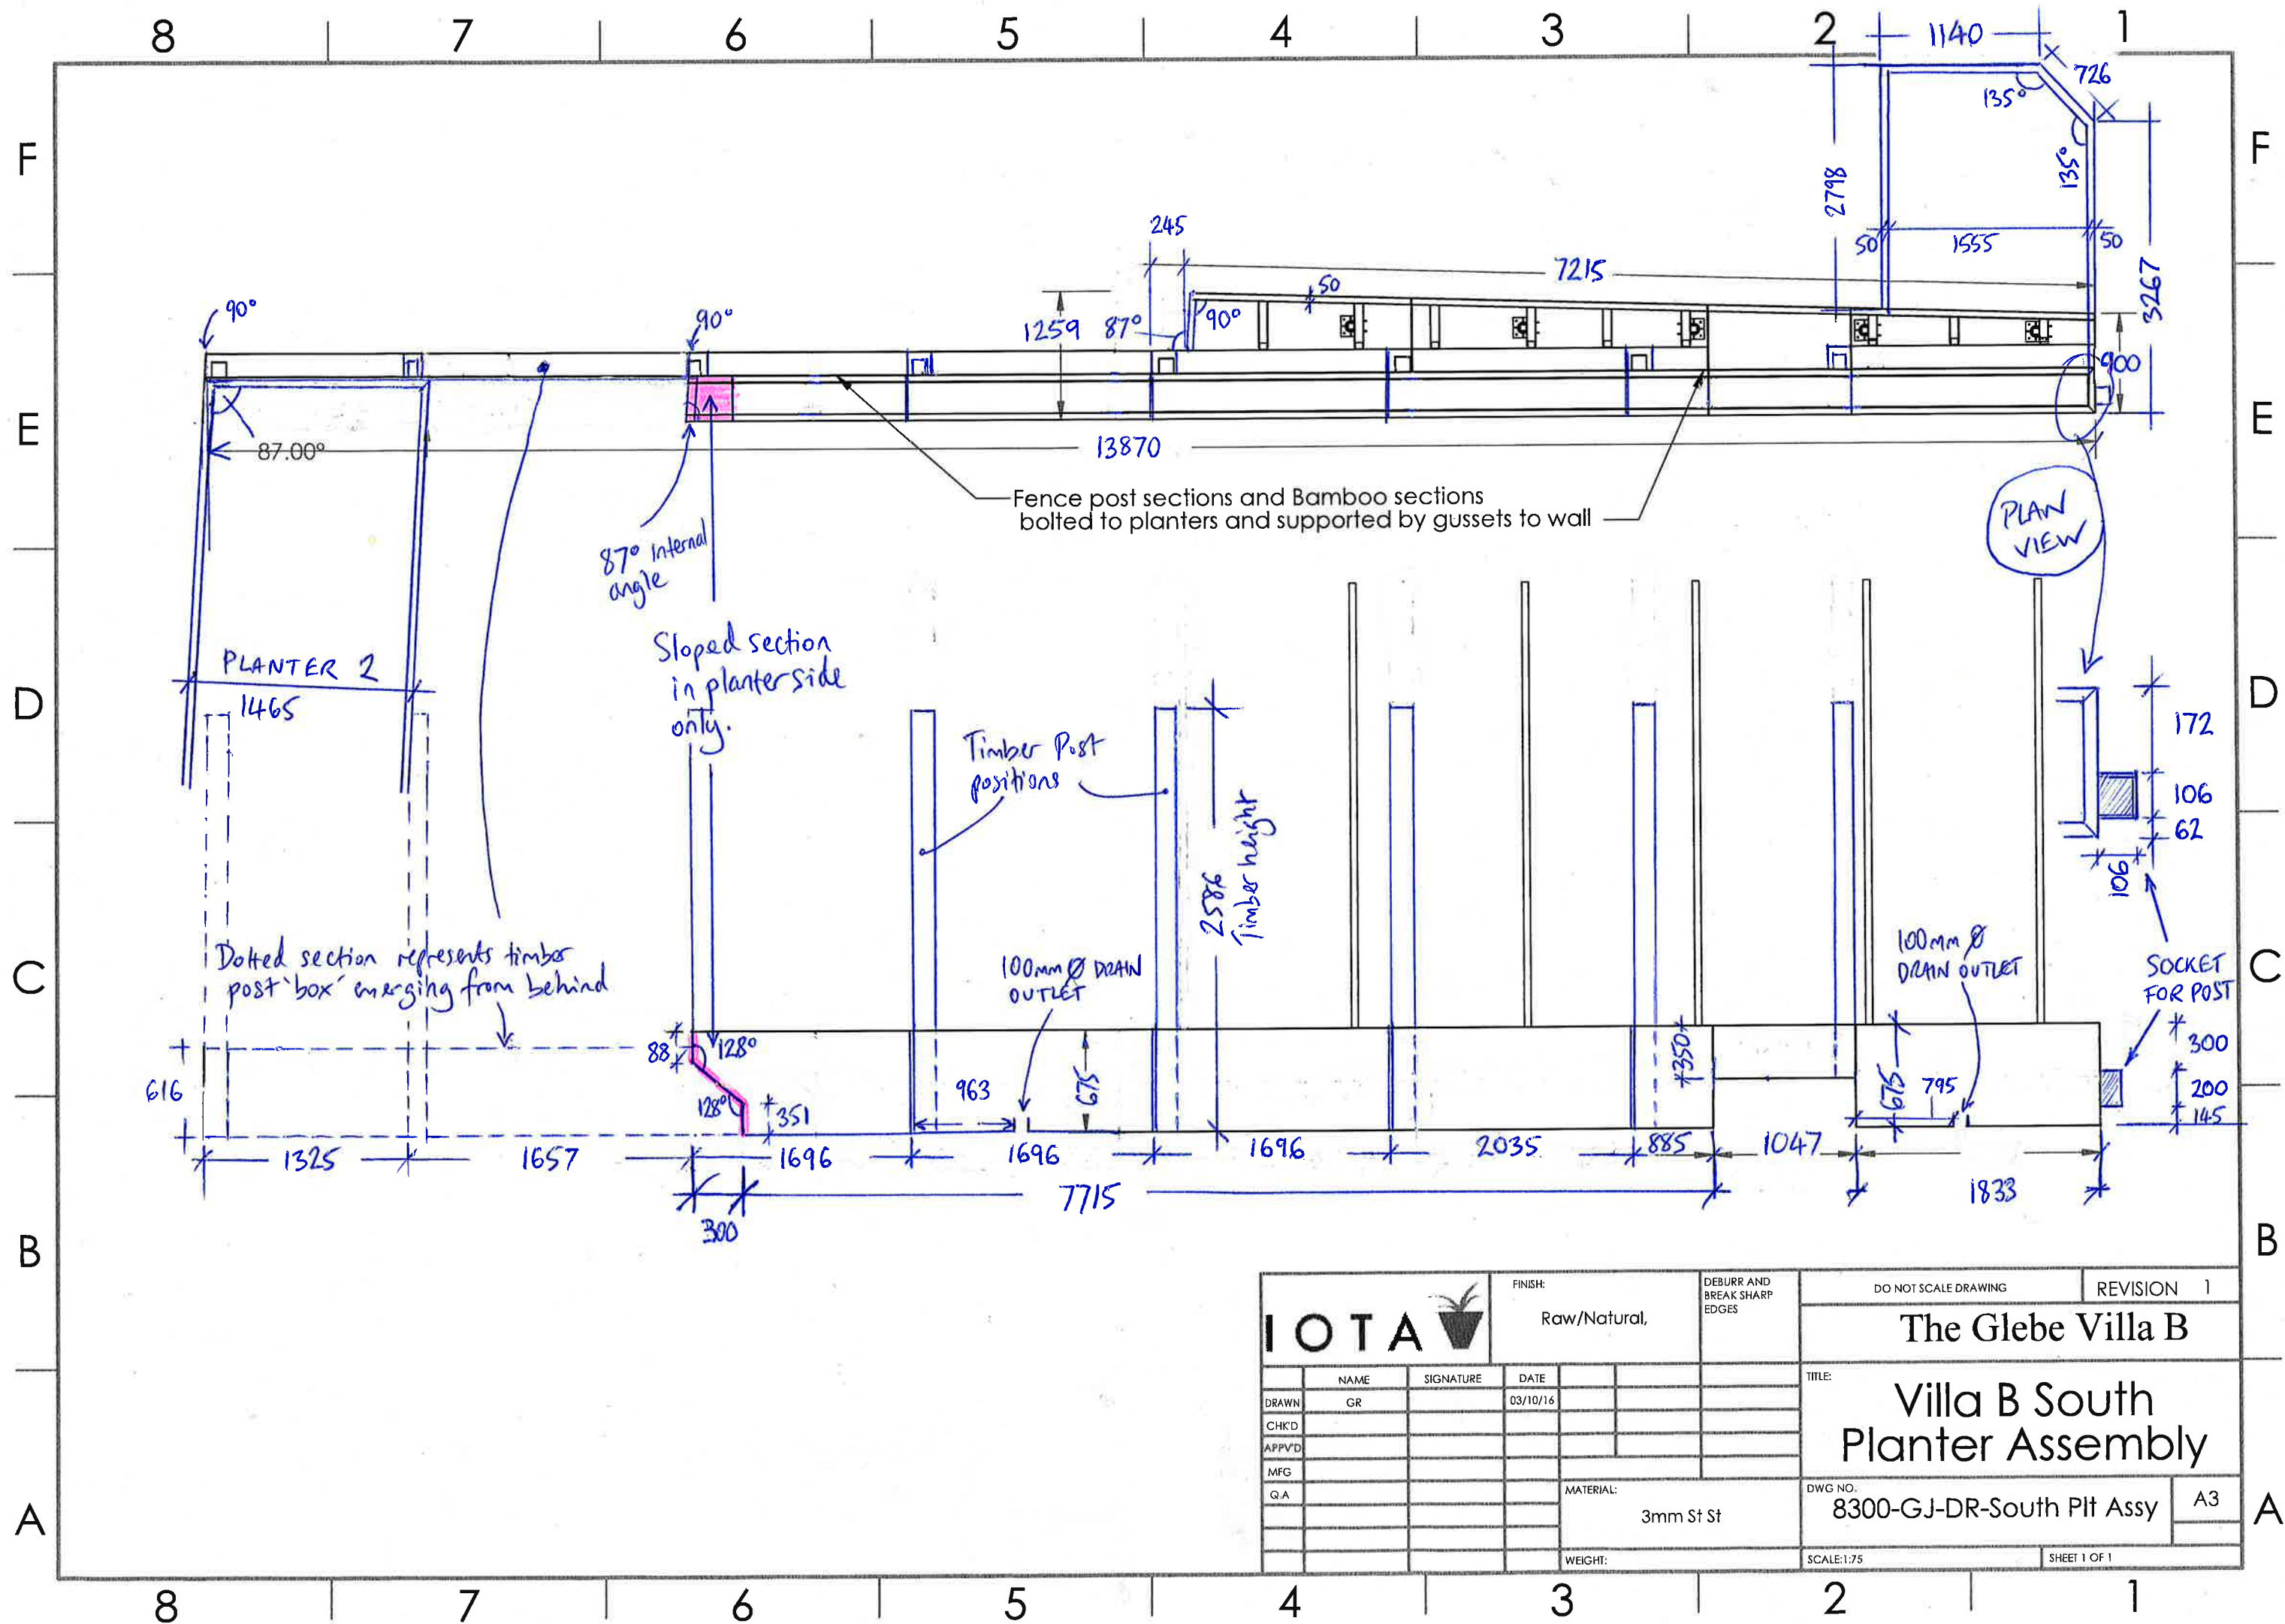 8 7 6 5 4 3 2 1
1140
726
135°
135°
F F
2798
245
7215
50
1555
50
3267
50
90°
90°
1259
87°
90°
900
E E
87.00°
13870
Fence post sections and Bamboo sections
bolted to planters and supported by gussets to wall
PLAN
VIEW
87° Internal
angle
Sloped section
in planter side
only.
PLANTER 2
1465
D D
172
Timber Post
positions
106
62
106
2586
Timber height
100mm Ø
DRAIN OUTLET
Dotted section represents timber
post 'box' emerging from behind
100mm Ø DRAIN
OUTLET
SOCKET
FOR POST
C C
88
128°
350
300
616
963
675
675
795
200
128°
351
145
1325
1657
1696
1696
1696
2035
885
1047
7715
1833
300
B B
IOTA
FINISH:
Raw/Natural,
DEBURR AND
BREAK SHARP
EDGES
DO NOT SCALE DRAWING
REVISION 1
The Glebe Villa B
NAME SIGNATURE DATE
DRAWN GR 03/10/16
CHK'D
APPV'D
MFG
Q.A
TITLE:
Villa B South
Planter Assembly
MATERIAL:
3mm St St
DWG NO.
8300-GJ-DR-South Plt Assy
A3
WEIGHT:
SCALE:1:75
SHEET 1 OF 1
A A
8 7 6 5 4 3 2 1